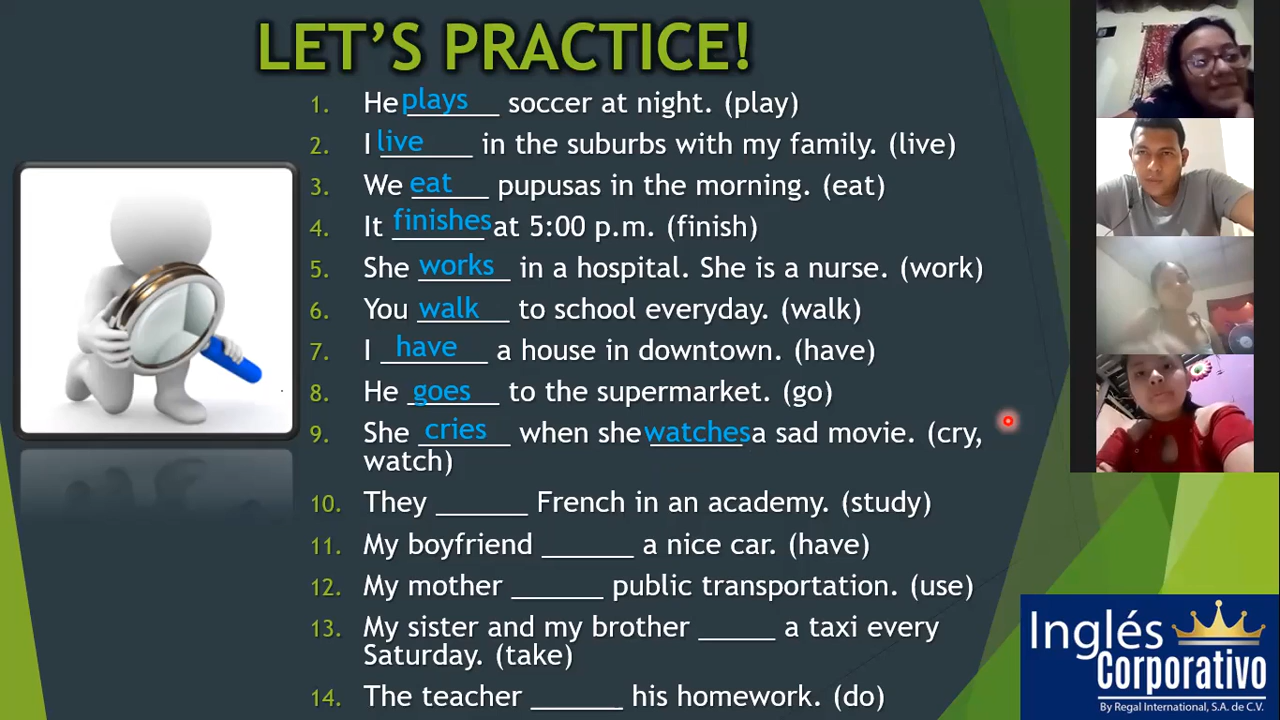 LET'S PRACTICE!
1. He plays soccer at night. (play)
2. I live in the suburbs with my family. (live)
3. We eat pupusas in the morning. (eat)
4. It finishes at 5:00 p.m. (finish)
5. She works in a hospital. She is a nurse. (work)
6. You walk to school everyday. (walk)
7. I have a house in downtown. (have)
8. He goes to the supermarket. (go)
9. She cries when she watches a sad movie. (cry,
watch)
10. They ______ French in an academy. (study)
11. My boyfriend ______ a nice car. (have)
12. My mother ______ public transportation. (use)
13. My sister and my brother _____ a taxi every
Saturday. (take)
14. The teacher ______ his homework. (do)
Inglés
Corporativo
By Regal International, S.A. de C.V.